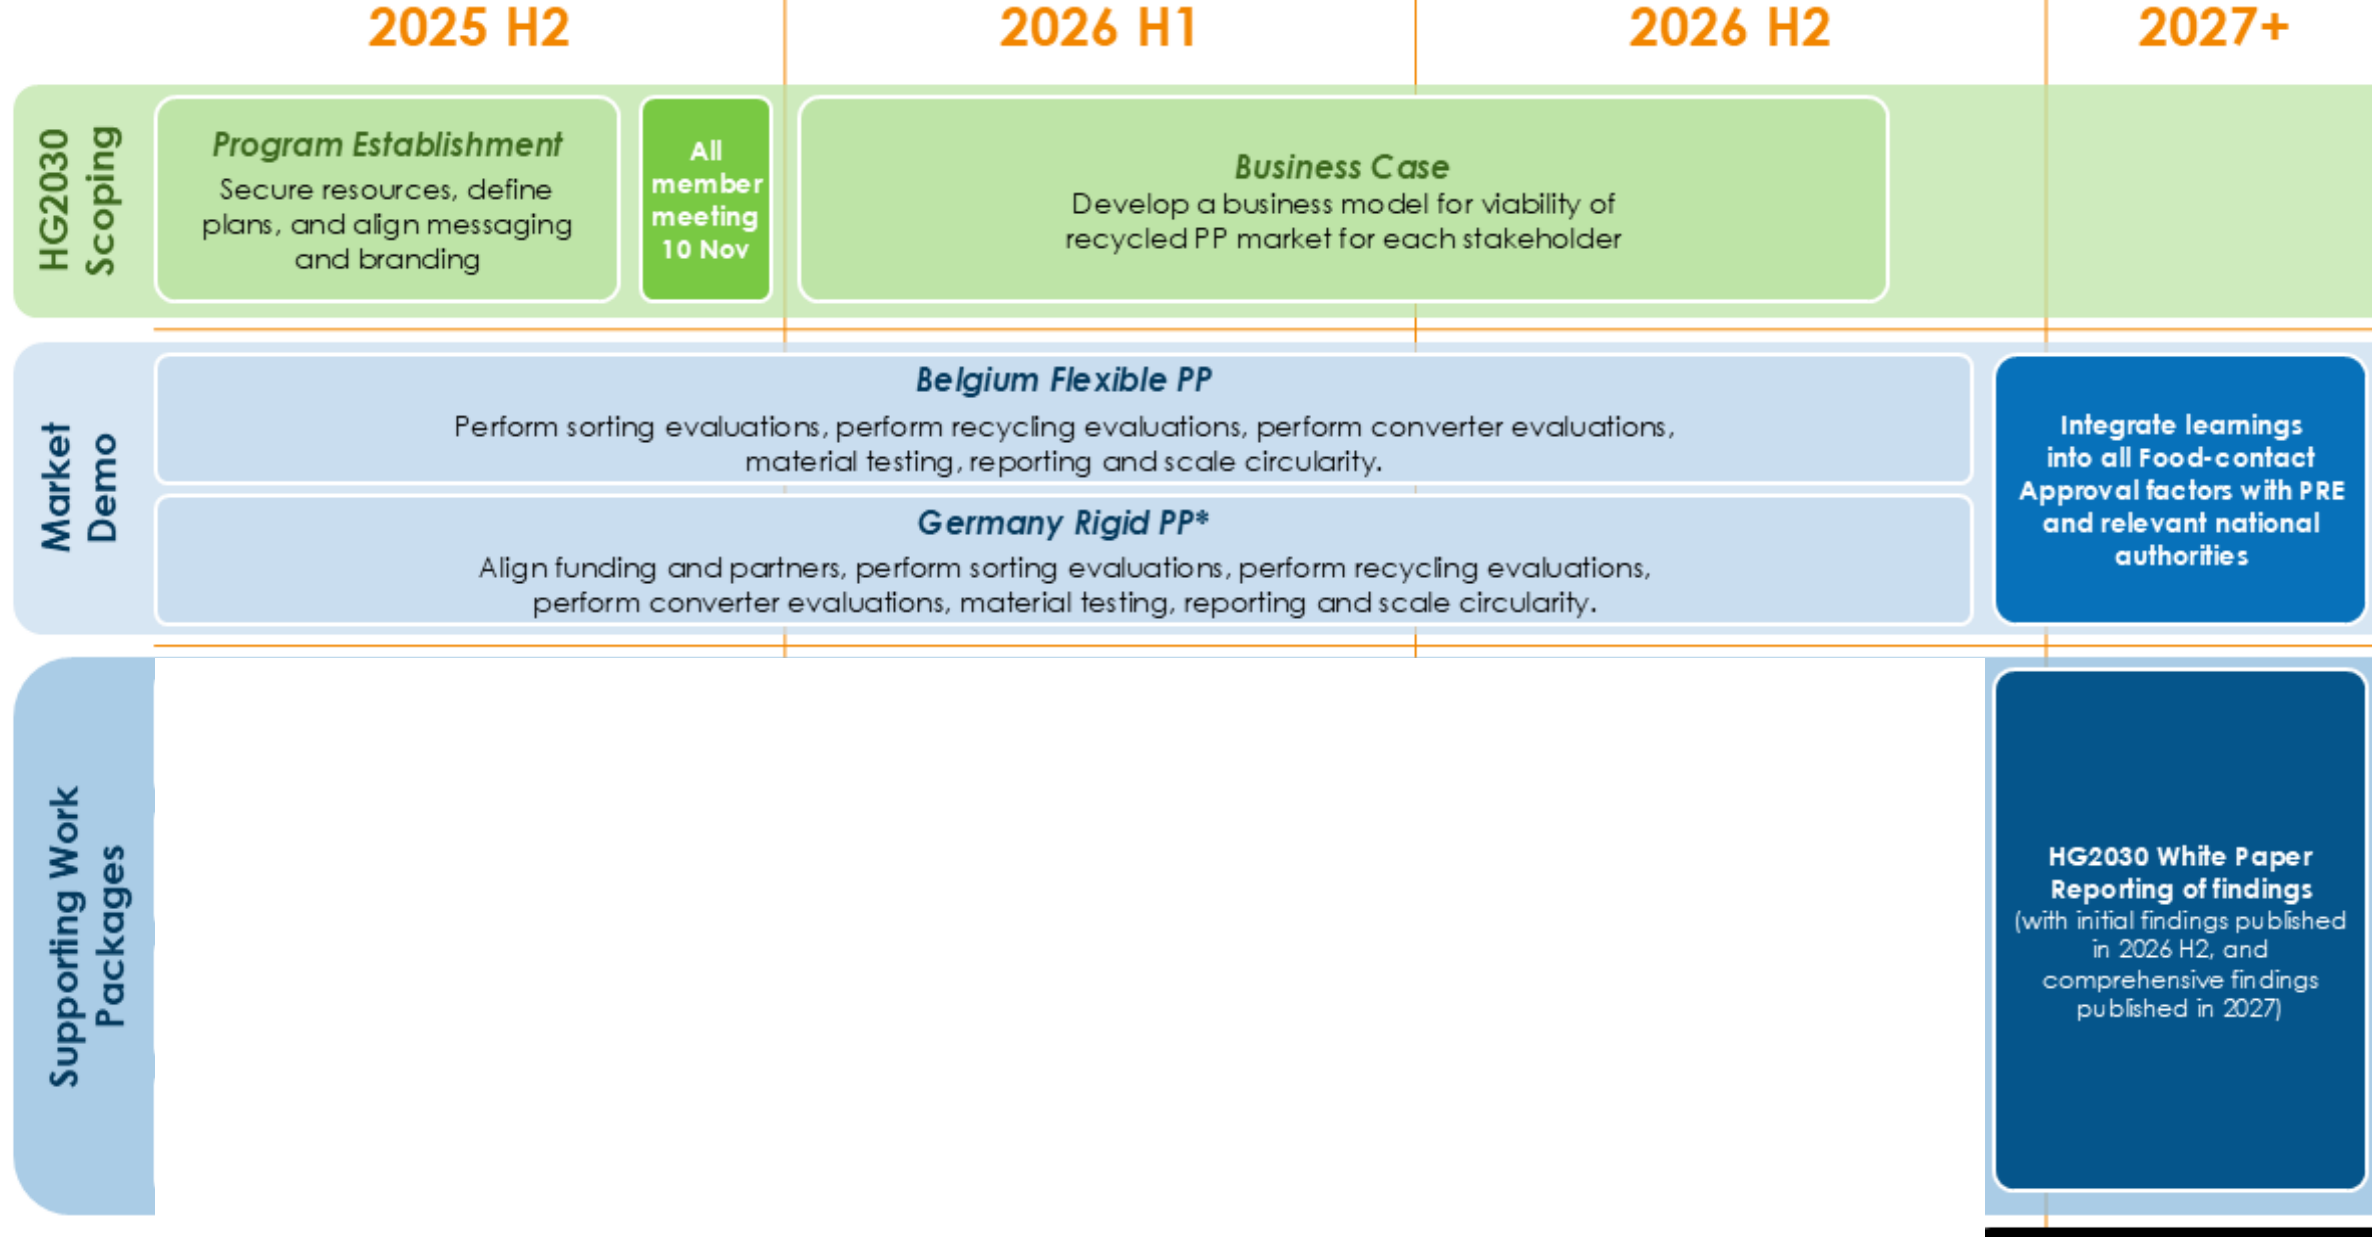 2025 H2
2026 H1
2026 H2
2027+
HG2030
Scoping
Program Establishment
Secure resources, define
plans, and align messaging
and branding
All
member
meeting
10 Nov
Business Case
Develop a business model for viability of
recycled PP market for each stakeholder
Market
Demo
Belgium Flexible PP
Perform sorting evaluations, perform recycling evaluations, perform converter evaluations,
material testing, reporting and scale circularity.
Germany Rigid PP*
Align funding and partners, perform sorting evaluations, perform recycling evaluations,
perform converter evaluations, material testing, reporting and scale circularity.
Integrate learnings
into all Food-contact
Approval factors with PRE
and relevant national
authorities
Supporting Work
Packages
HG2030 White Paper
Reporting of findings
(with initial findings published
in 2026 H2, and
comprehensive findings
published in 2027)